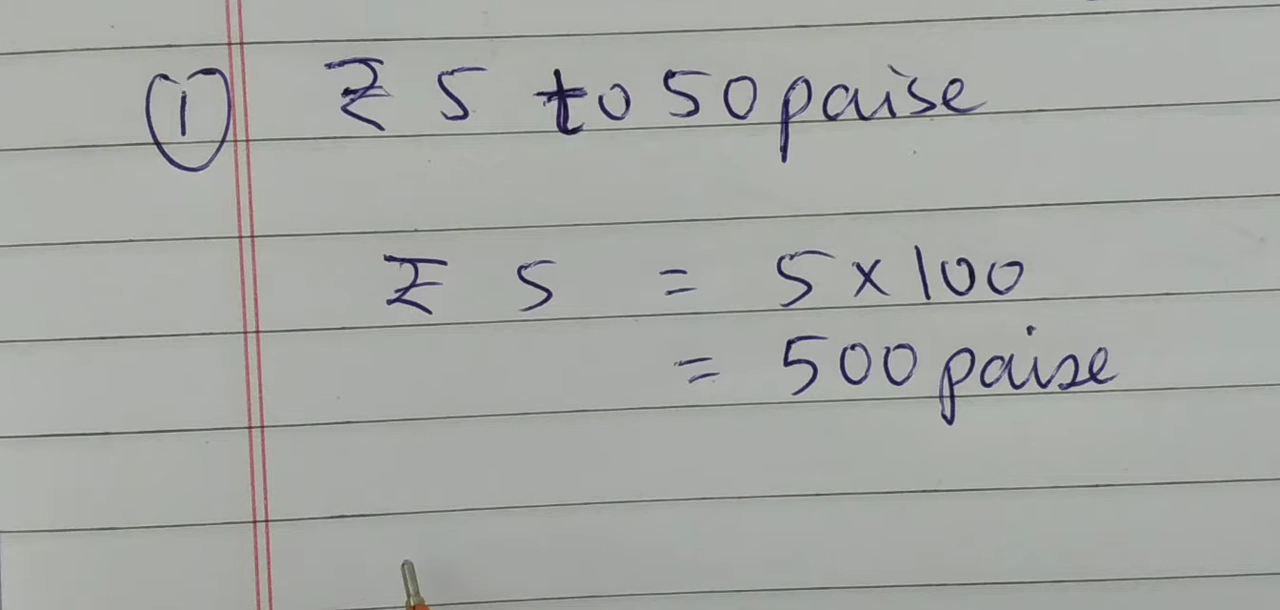 ① ₹ 5 to 50 paise
₹ 5 = 5 × 100
= 500 paise